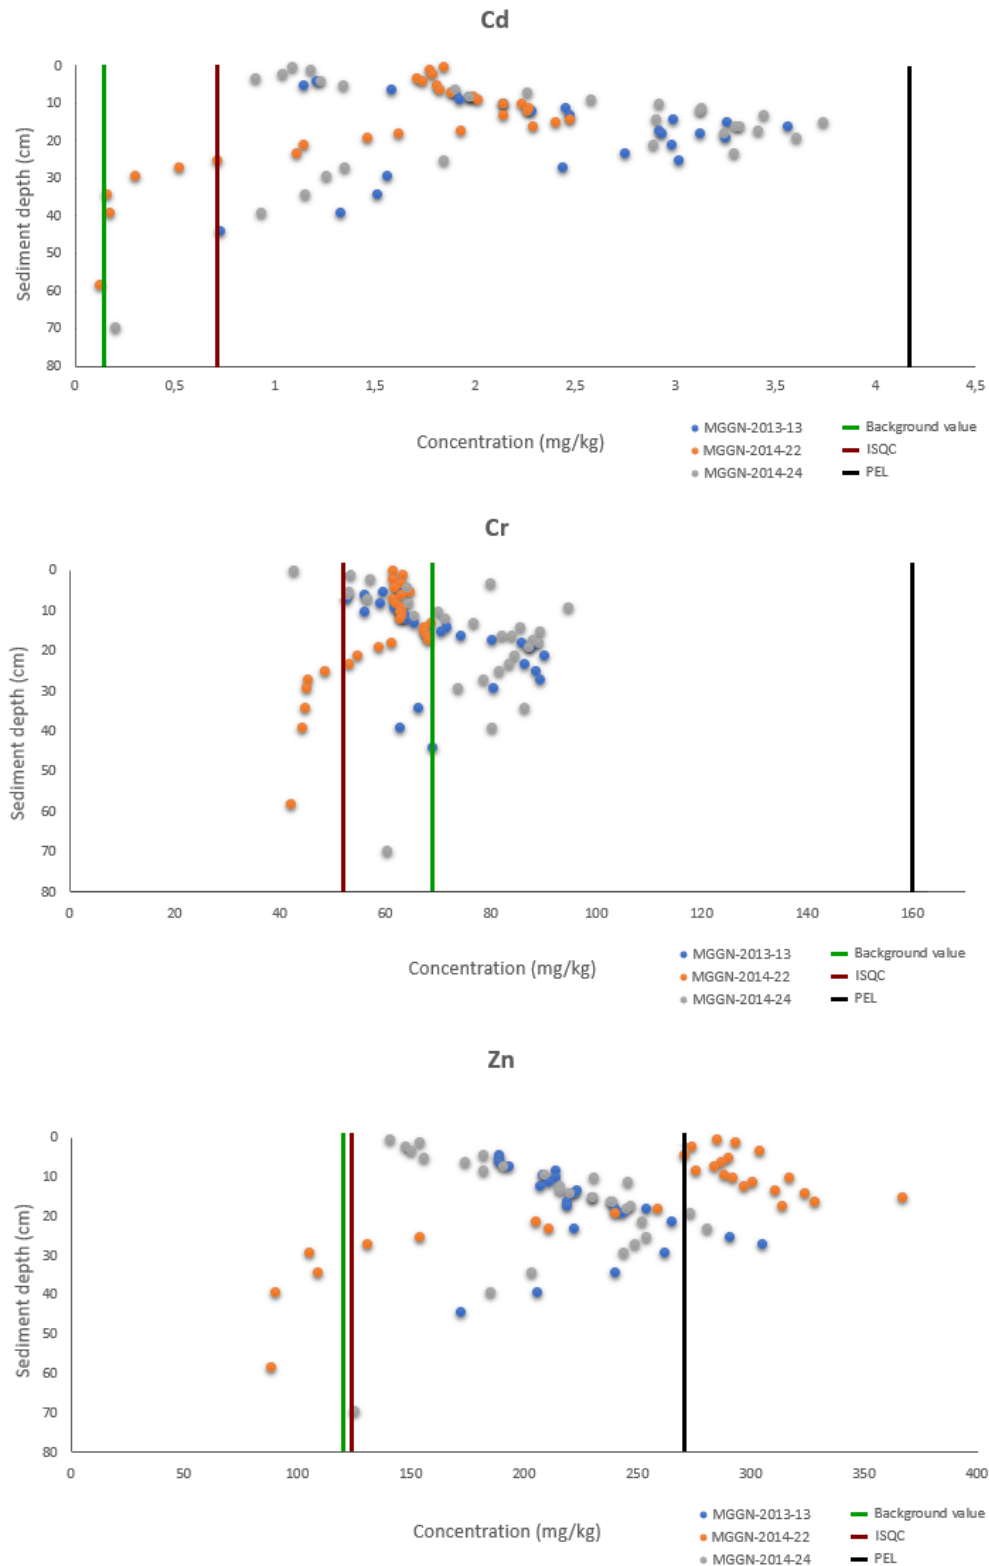 Cd
0
10
20
30
40
50
60
70
80
Sediment depth (cm)
0 0,5 1 1,5 2 2,5 3 3,5 4 4,5
Concentration (mg/kg)
MGGN-2013-13 Background value
MGGN-2014-22 ISQC
MGGN-2014-24 PEL
Cr
0
10
20
30
40
50
60
70
80
Sediment depth (cm)
0 20 40 60 80 100 120 140 160
Concentration (mg/kg)
MGGN-2013-13 Background value
MGGN-2014-22 ISQC
MGGN-2014-24 PEL
Zn
0
10
20
30
40
50
60
70
80
Sediment depth (cm)
0 50 100 150 200 250 300 350 400
Concentration (mg/kg)
MGGN-2013-13 Background value
MGGN-2014-22 ISQC
MGGN-2014-24 PEL